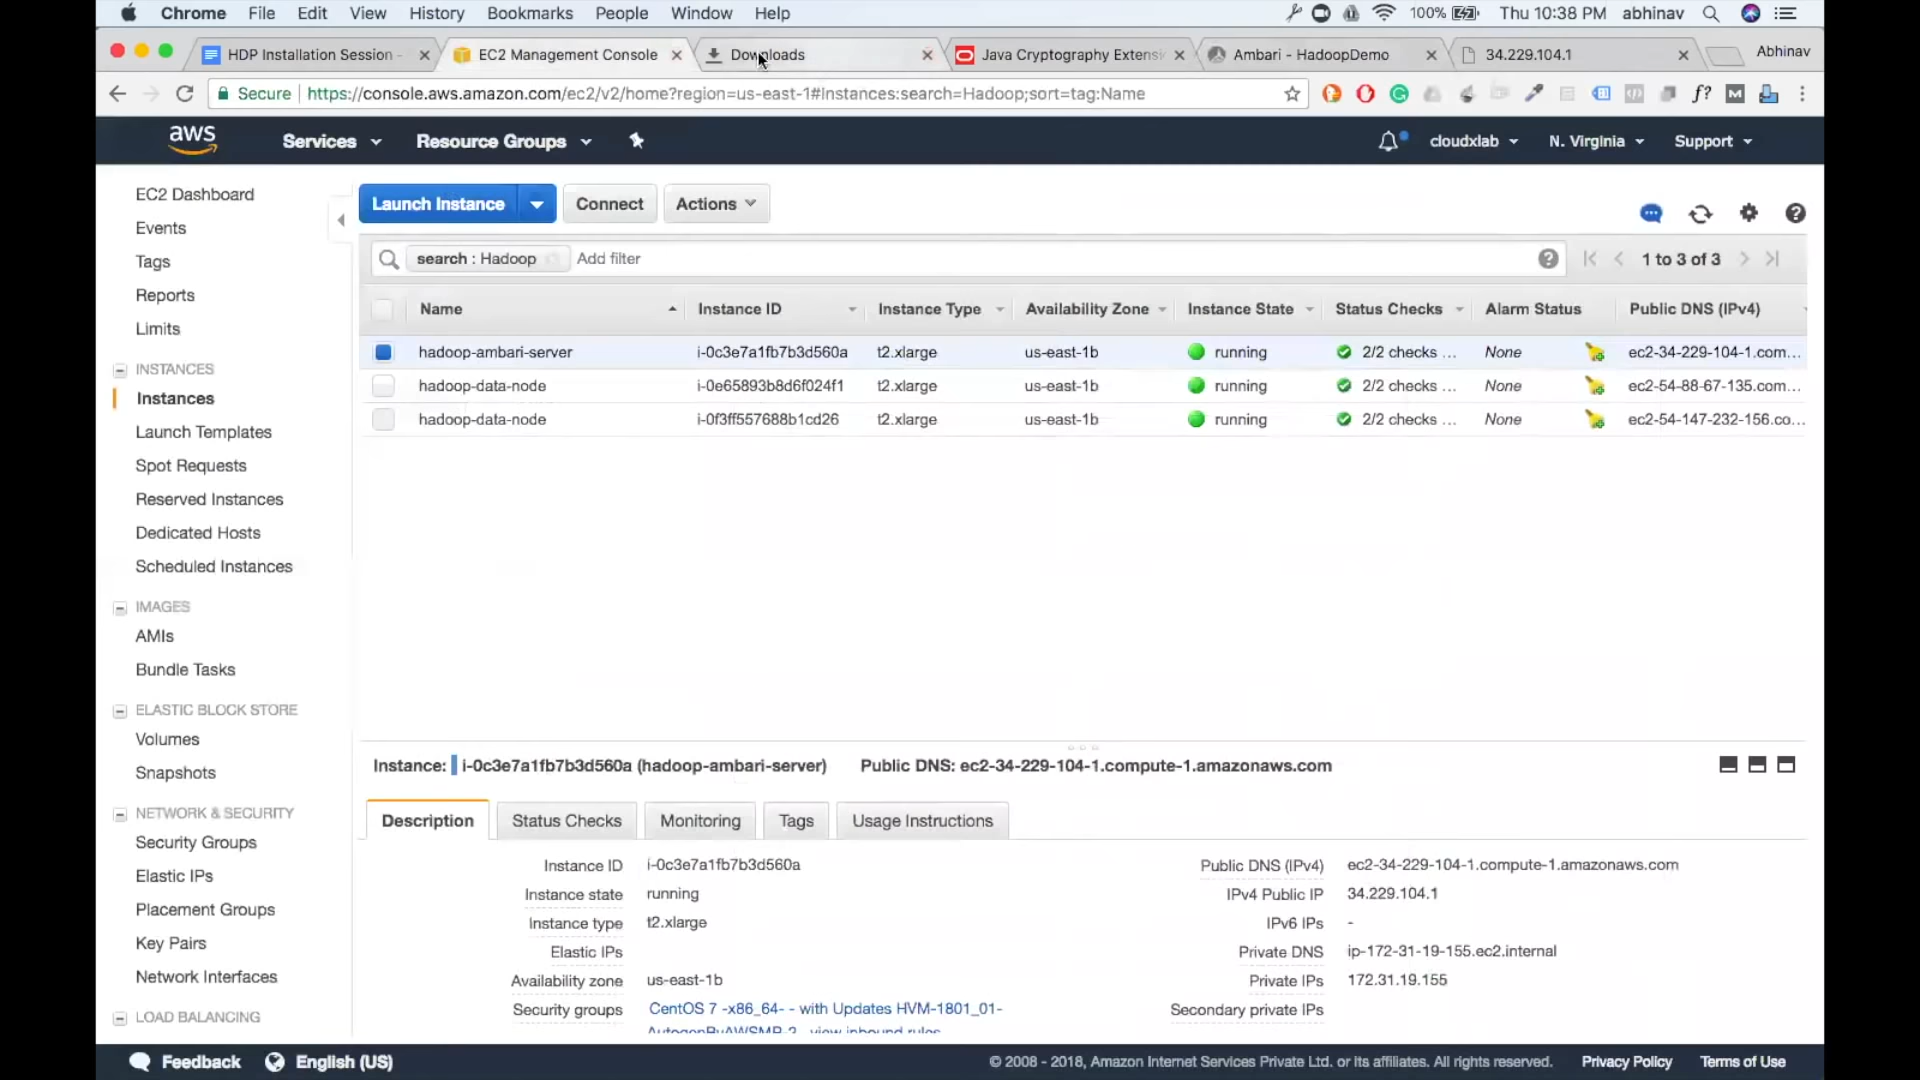 Chrome File Edit View History Bookmarks People Window Help 100% Thu 10:38 PM abhinav
HDP Installation Session - EC2 Management Console Downloads Java Cryptography Extensi Ambari - HadoopDemo 34.229.104.1 Abhinav
Secure https://console.aws.amazon.com/ec2/v2/home?region=us-east-1#Instances:search=Hadoop;sort=tag:Name f? M
aws Services Resource Groups cloudxlab N. Virginia Support
EC2 Dashboard
Events
Tags
Reports
Limits
INSTANCES
Instances
Launch Templates
Spot Requests
Reserved Instances
Dedicated Hosts
Scheduled Instances
IMAGES
AMIs
Bundle Tasks
ELASTIC BLOCK STORE
Volumes
Snapshots
NETWORK & SECURITY
Security Groups
Elastic IPs
Placement Groups
Key Pairs
Network Interfaces
LOAD BALANCING
Launch Instance Connect Actions
search : Hadoop Add filter 1 to 3 of 3
Name Instance ID Instance Type Availability Zone Instance State Status Checks Alarm Status Public DNS (IPv4)
hadoop-ambari-server i-0c3e7a1fb7b3d560a t2.xlarge us-east-1b running 2/2 checks ... None ec2-34-229-104-1.com...
hadoop-data-node i-0e65893b8d6f024f1 t2.xlarge us-east-1b running 2/2 checks ... None ec2-54-88-67-135.com...
hadoop-data-node i-0f3ff557688b1cd26 t2.xlarge us-east-1b running 2/2 checks ... None ec2-54-147-232-156.co...
Instance: i-0c3e7a1fb7b3d560a (hadoop-ambari-server) Public DNS: ec2-34-229-104-1.compute-1.amazonaws.com
Description Status Checks Monitoring Tags Usage Instructions
Instance ID i-0c3e7a1fb7b3d560a Public DNS (IPv4) ec2-34-229-104-1.compute-1.amazonaws.com
Instance state running IPv4 Public IP 34.229.104.1
Instance type t2.xlarge IPv6 IPs -
Elastic IPs Private DNS ip-172-31-19-155.ec2.internal
Availability zone us-east-1b Private IPs 172.31.19.155
Security groups CentOS 7 -x86_64- - with Updates HVM-1801_01- Secondary private IPs
AutogenByAWSMP-2 view inbound rules
Feedback English (US) © 2008 - 2018, Amazon Internet Services Private Ltd. or its affiliates. All rights reserved. Privacy Policy Terms of Use